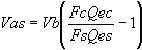 Vas = Vb(FcQec/FsQes − 1)